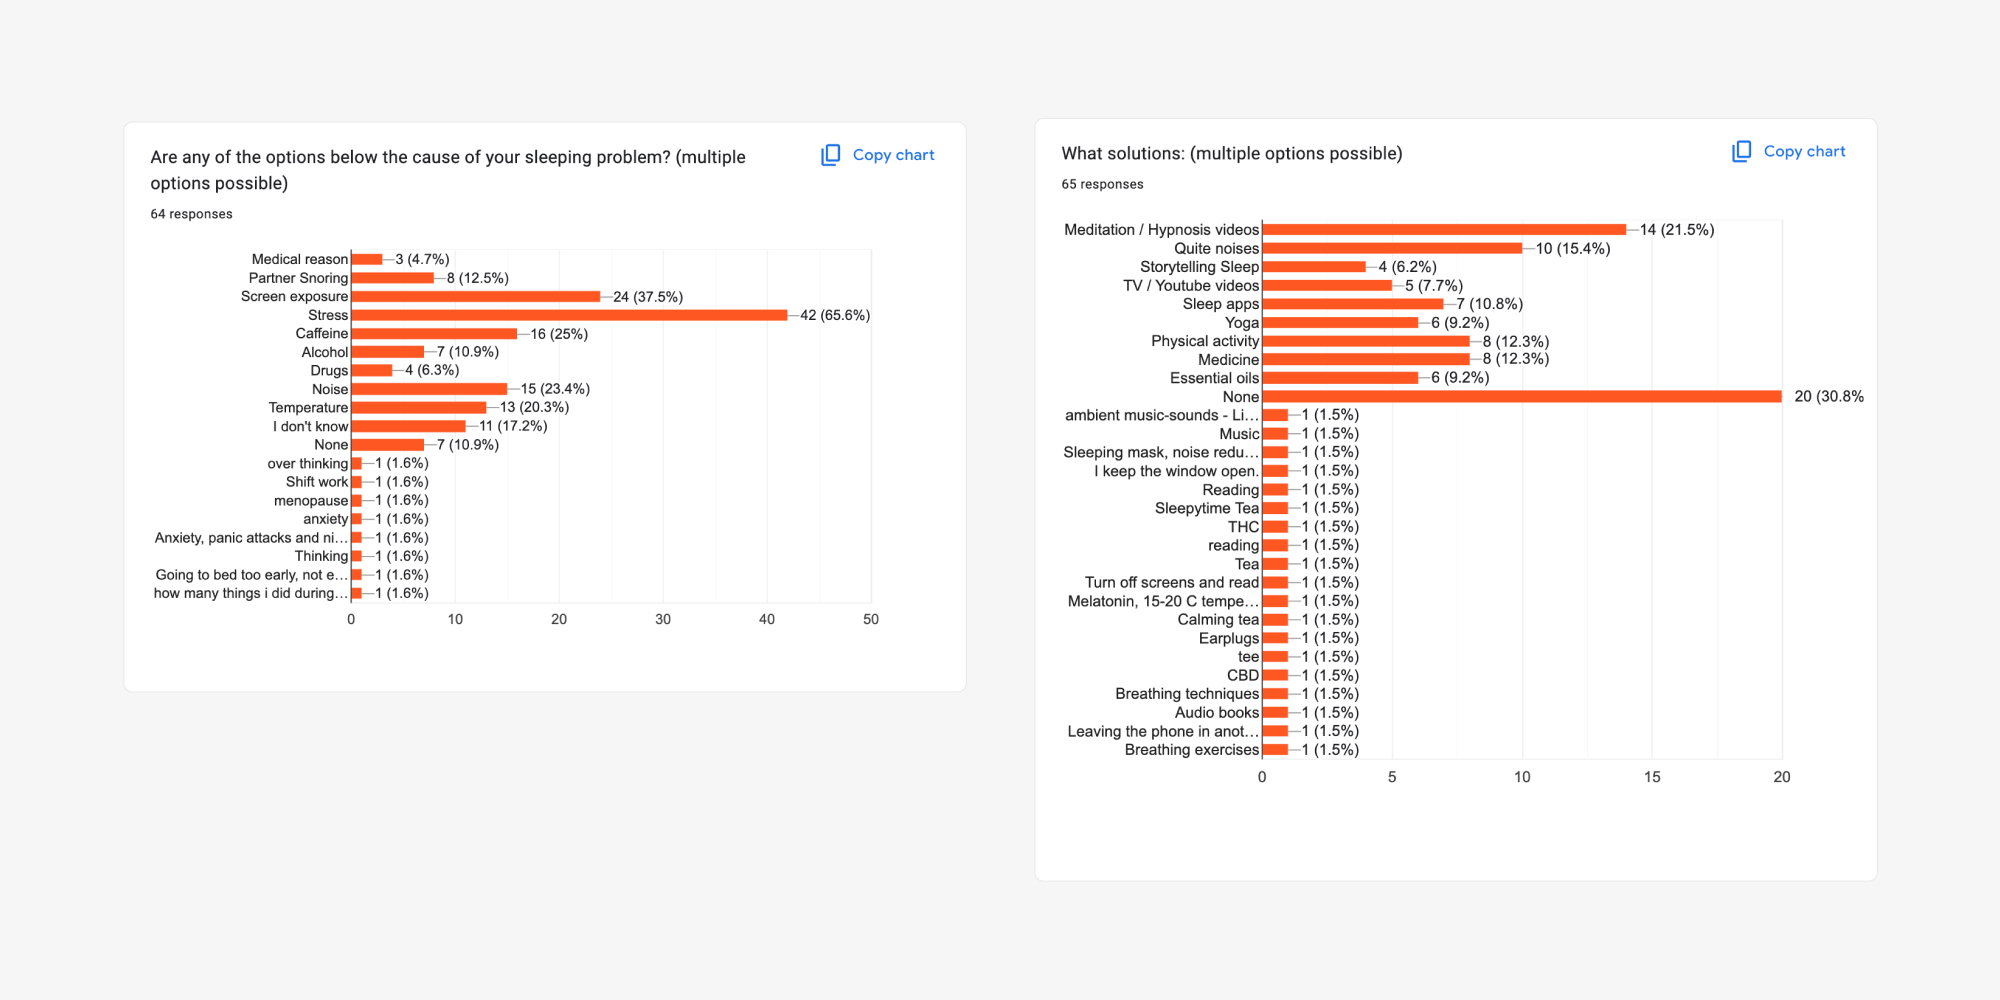 Are any of the options below the cause of your sleeping problem? (multiple
options possible)
Copy chart
64 responses
Medical reason 3 (4.7%)
Partner Snoring 8 (12.5%)
Screen exposure 24 (37.5%)
Stress 42 (65.6%)
Caffeine 16 (25%)
Alcohol 7 (10.9%)
Drugs 4 (6.3%)
Noise 15 (23.4%)
Temperature 13 (20.3%)
I don't know 11 (17.2%)
None 7 (10.9%)
over thinking 1 (1.6%)
Shift work 1 (1.6%)
menopause 1 (1.6%)
anxiety 1 (1.6%)
Anxiety, panic attacks and ni... 1 (1.6%)
Thinking 1 (1.6%)
Going to bed too early, not e... 1 (1.6%)
how many things i did during... 1 (1.6%)
0 10 20 30 40 50
What solutions: (multiple options possible)
Copy chart
65 responses
Meditation / Hypnosis videos 14 (21.5%)
Quite noises 10 (15.4%)
Storytelling Sleep 4 (6.2%)
TV / Youtube videos 5 (7.7%)
Sleep apps 7 (10.8%)
Yoga 6 (9.2%)
Physical activity 8 (12.3%)
Medicine 8 (12.3%)
Essential oils 6 (9.2%)
None 20 (30.8%
ambient music-sounds - Li... 1 (1.5%)
Music 1 (1.5%)
Sleeping mask, noise redu... 1 (1.5%)
I keep the window open. 1 (1.5%)
Reading 1 (1.5%)
Sleepytime Tea 1 (1.5%)
THC 1 (1.5%)
reading 1 (1.5%)
Tea 1 (1.5%)
Turn off screens and read 1 (1.5%)
Melatonin, 15-20 C tempe... 1 (1.5%)
Calming tea 1 (1.5%)
Earplugs 1 (1.5%)
tee 1 (1.5%)
CBD 1 (1.5%)
Breathing techniques 1 (1.5%)
Audio books 1 (1.5%)
Leaving the phone in anot... 1 (1.5%)
Breathing exercises 1 (1.5%)
0 5 10 15 20